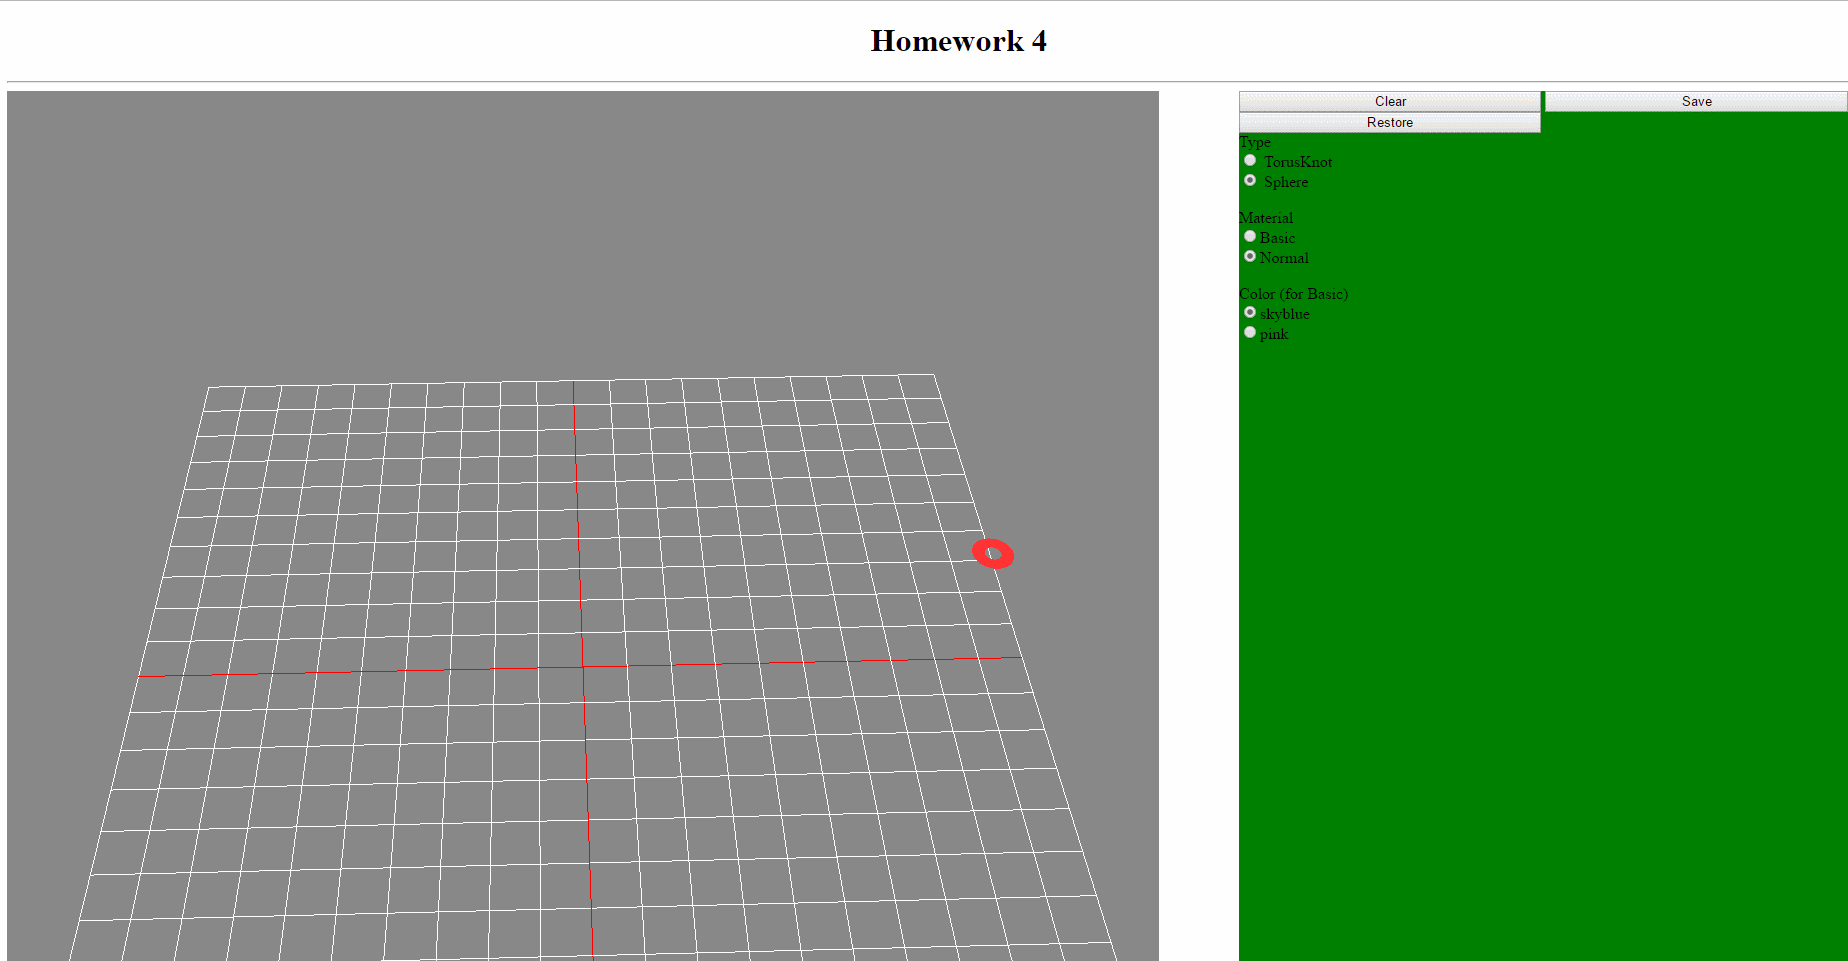 Homework 4
Clear Save
Restore
Type
TorusKnot
Sphere
Material
Basic
Normal
Color (for Basic)
skyblue
pink